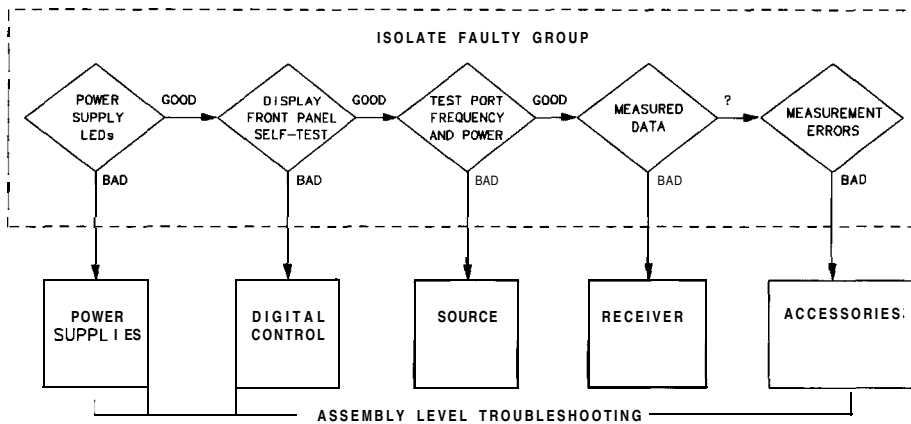 ISOLATE FAULTY GROUP
POWER
SUPPLY
LEDs
GOOD
DISPLAY
FRONT PANEL
SELF-TEST
GOOD
TEST PORT
FREQUENCY
AND POWER
GOOD
MEASURED
DATA
?
MEASUREMENT
ERRORS
BAD
BAD
BAD
BAD
BAD
POWER
SUPPLIES
DIGITAL
CONTROL
SOURCE
RECEIVER
ACCESSORIES
ASSEMBLY LEVEL TROUBLESHOOTING